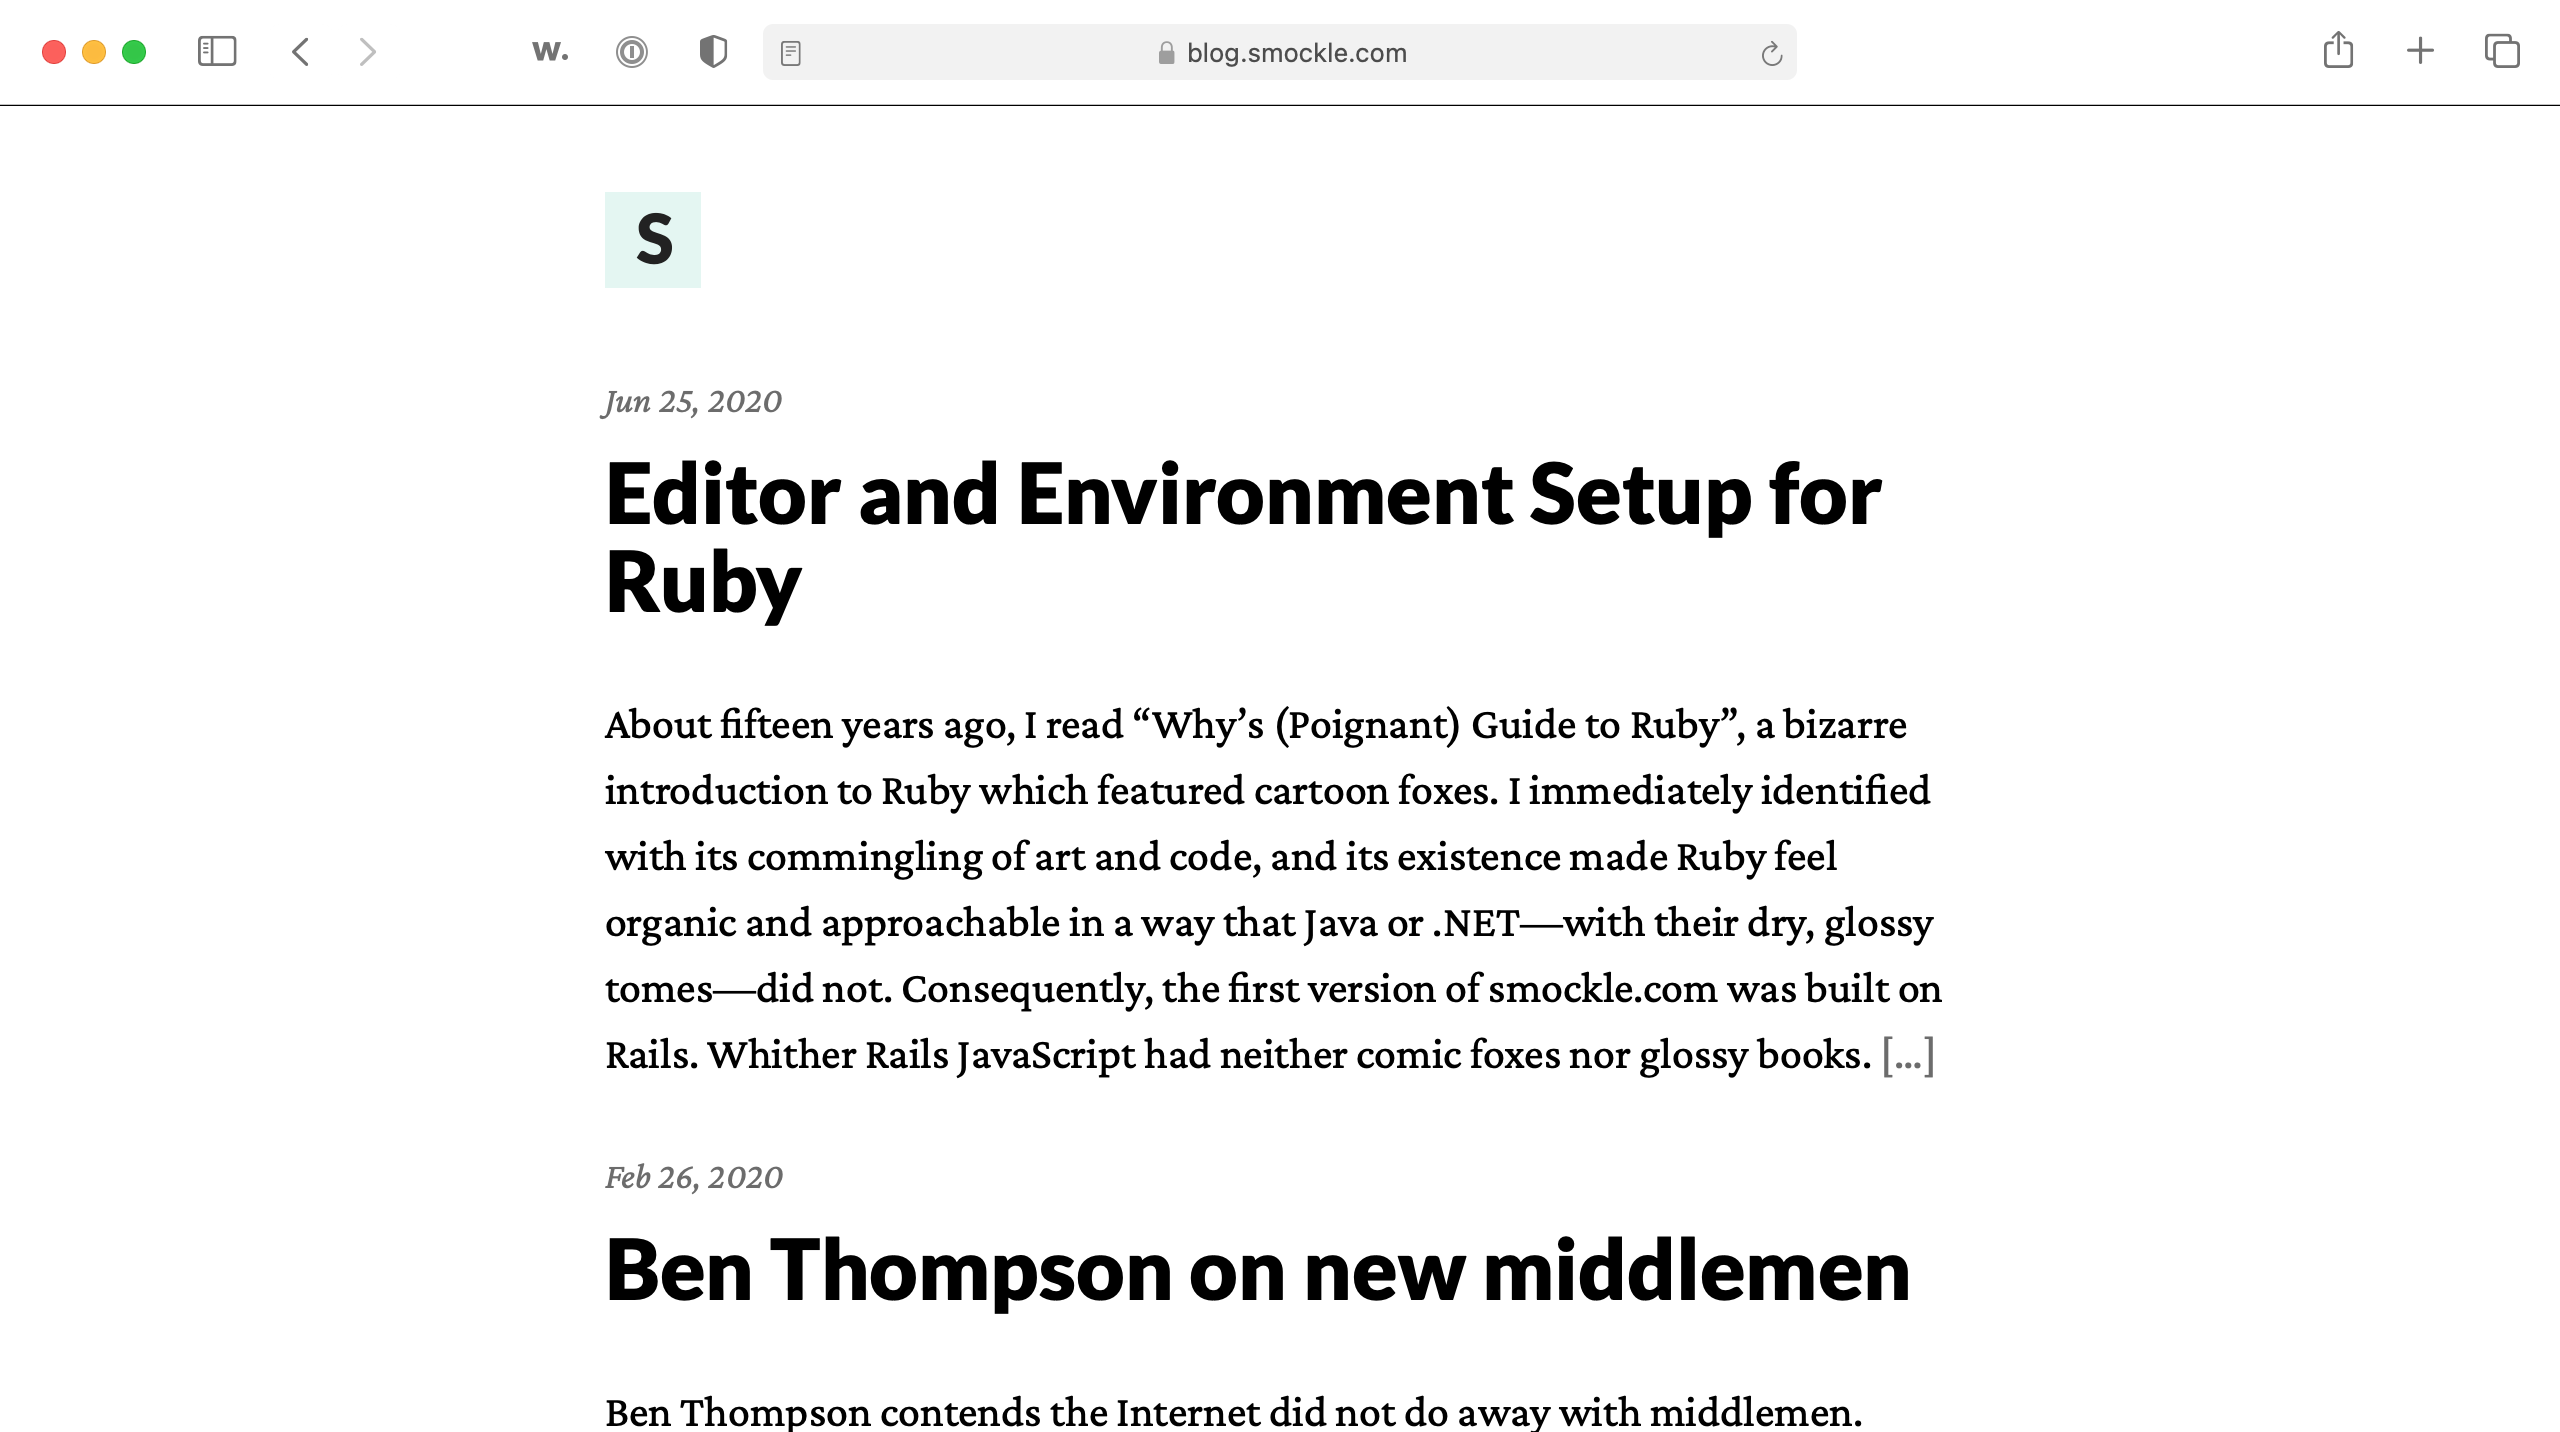 w.
blog.smockle.com
S
Jun 25, 2020
Editor and Environment Setup for
Ruby
About fifteen years ago, I read “Why’s (Poignant) Guide to Ruby”, a bizarre
introduction to Ruby which featured cartoon foxes. I immediately identified
with its commingling of art and code, and its existence made Ruby feel
organic and approachable in a way that Java or .NET—with their dry, glossy
tomes—did not. Consequently, the first version of smockle.com was built on
Rails. Whither Rails JavaScript had neither comic foxes nor glossy books. […]
Feb 26, 2020
Ben Thompson on new middlemen
Ben Thompson contends the Internet did not do away with middlemen.